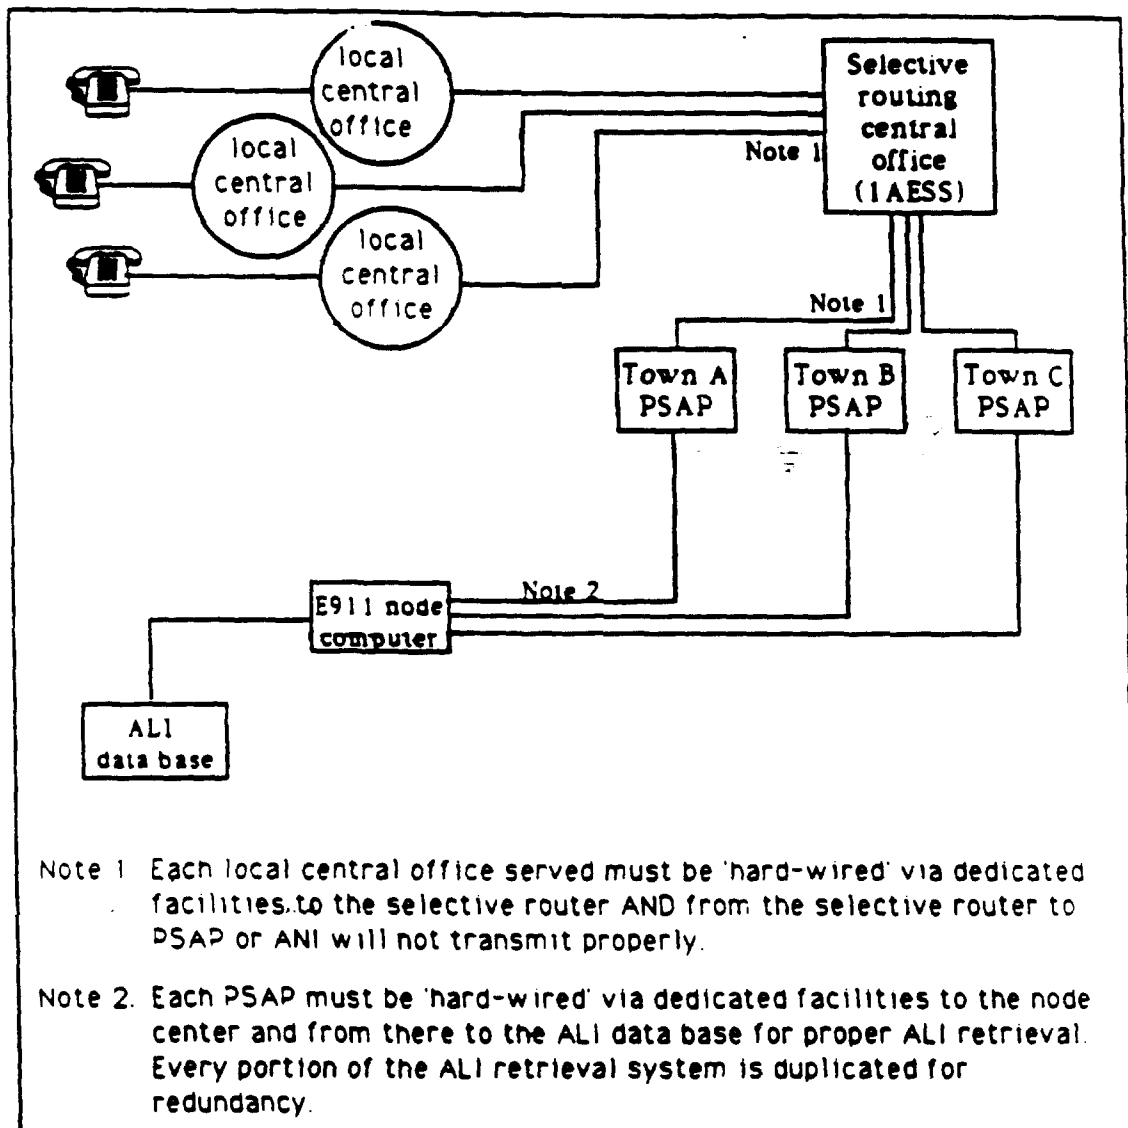 local
central
office
local
central
office
local
central
office
Selective
routing
central
office
(1AESS)
Note 1
Note 1
Town A
PSAP
Town B
PSAP
Town C
PSAP
Note 2
E911 node
computer
ALI
data base
Note 1 Each local central office served must be 'hard-wired' via dedicated
facilities to the selective router AND from the selective router to
PSAP or ANI will not transmit properly.
Note 2. Each PSAP must be 'hard-wired' via dedicated facilities to the node
center and from there to the ALI data base for proper ALI retrieval.
Every portion of the ALI retrieval system is duplicated for
redundancy.